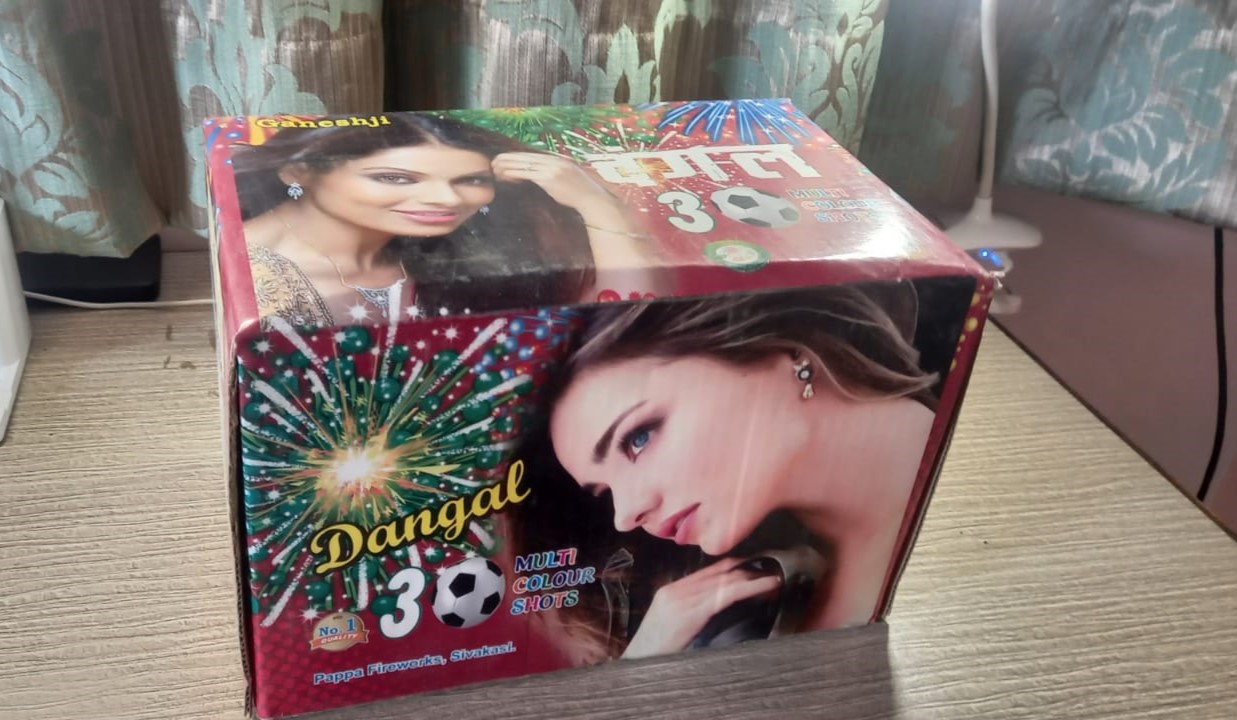 Ganeshji
दंगल
30
MULTI
COLOUR
SHOTS
Dangal
30
MULTI
COLOUR
SHOTS
No. 1
QUALITY
Pappa Fireworks, Sivakasi.